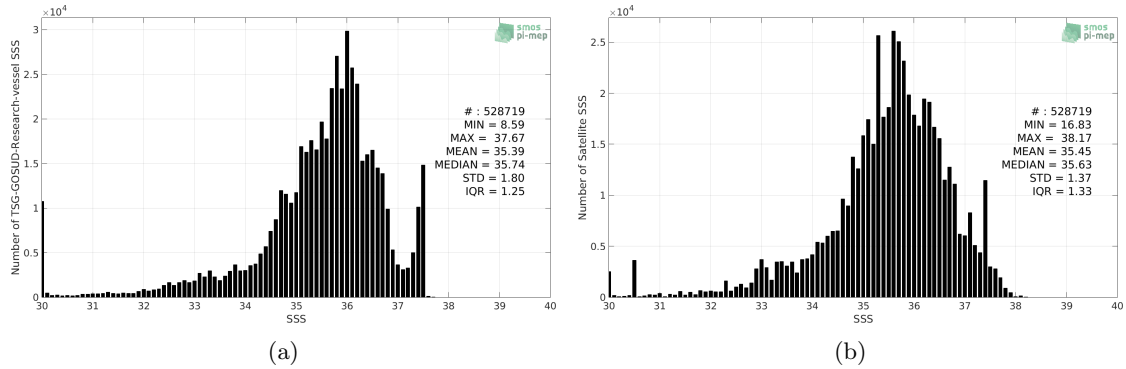 ×10⁴
3
2.5
2
1.5
1
0.5
0
30 31 32 33 34 35 36 37 38 39 40
SSS
Number of TSG-GOSUD-Research-vessel SSS
smos
pi-mep
# : 528719
MIN = 8.59
MAX = 37.67
MEAN = 35.39
MEDIAN = 35.74
STD = 1.80
IQR = 1.25
(a)
×10⁴
2.5
2
1.5
1
0.5
0
30 31 32 33 34 35 36 37 38 39 40
SSS
Number of Satellite SSS
smos
pi-mep
# : 528719
MIN = 16.83
MAX = 38.17
MEAN = 35.45
MEDIAN = 35.63
STD = 1.37
IQR = 1.33
(b)